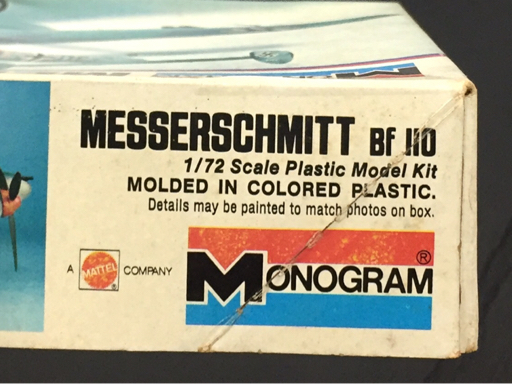 MESSERSCHMITT Bf 110
1/72 Scale Plastic Model Kit
MOLDED IN COLORED PLASTIC.
Details may be painted to match photos on box.
A MATTEL COMPANY
MONOGRAM®